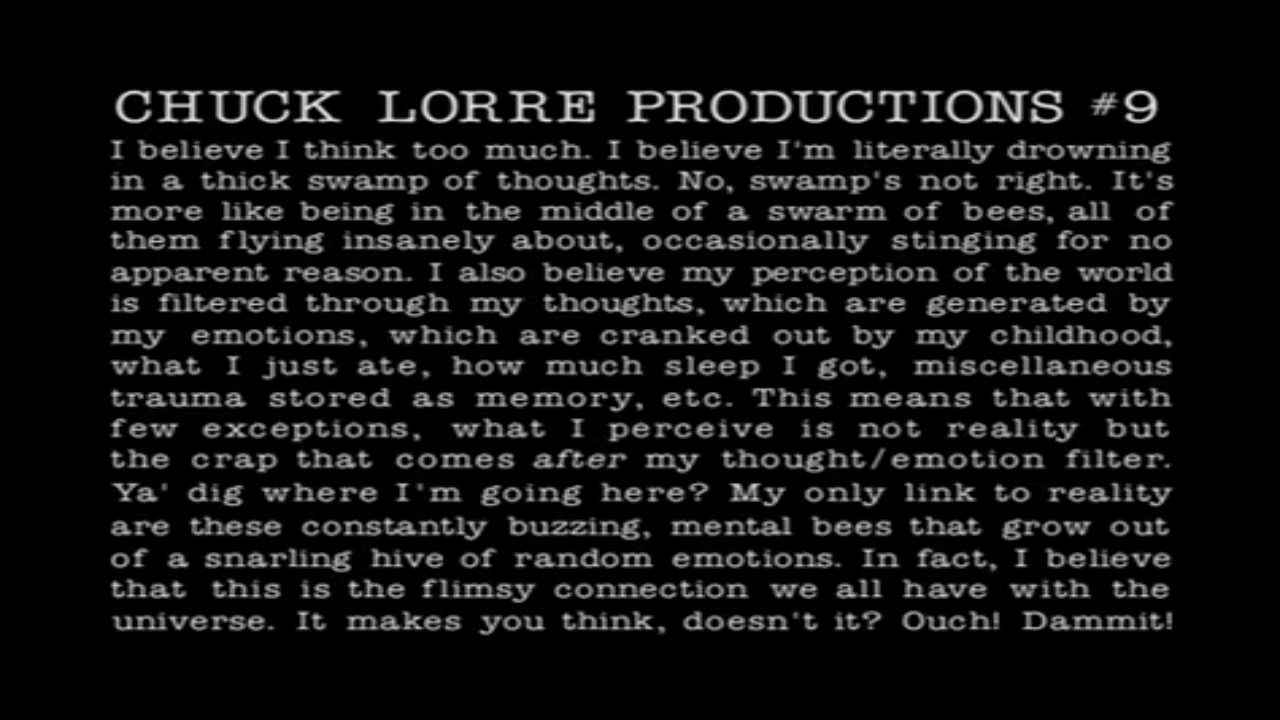 CHUCK LORRE PRODUCTIONS #9
I believe I think too much. I believe I'm literally drowning
in a thick swamp of thoughts. No, swamp's not right. It's
more like being in the middle of a swarm of bees, all of
them flying insanely about, occasionally stinging for no
apparent reason. I also believe my perception of the world
is filtered through my thoughts, which are generated by
my emotions, which are cranked out by my childhood,
what I just ate, how much sleep I got, miscellaneous
trauma stored as memory, etc. This means that with
few exceptions, what I perceive is not reality but
the crap that comes after my thought/emotion filter.
Ya' dig where I'm going here? My only link to reality
are these constantly buzzing, mental bees that grow out
of a snarling hive of random emotions. In fact, I believe
that this is the flimsy connection we all have with the
universe. It makes you think, doesn't it? Ouch! Dammit!